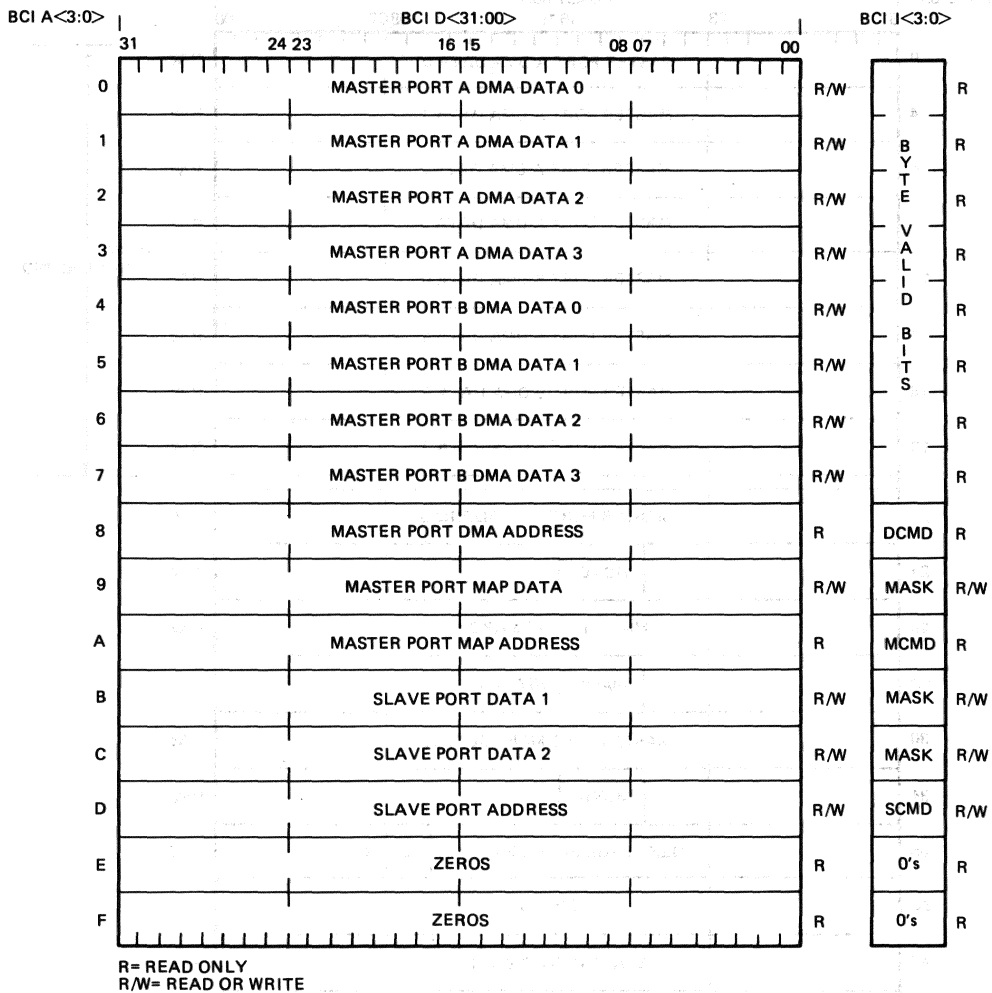 BCI A<3:0> BCI D<31:00> BCI I<3:0>
31 24 23 16 15 08 07 00
0 MASTER PORT A DMA DATA 0 R/W R
1 MASTER PORT A DMA DATA 1 R/W R
2 MASTER PORT A DMA DATA 2 R/W R
3 MASTER PORT A DMA DATA 3 R/W R
4 MASTER PORT B DMA DATA 0 R/W R
5 MASTER PORT B DMA DATA 1 R/W R
6 MASTER PORT B DMA DATA 2 R/W R
7 MASTER PORT B DMA DATA 3 R/W R
BYTE VALID BITS
8 MASTER PORT DMA ADDRESS R DCMD R
9 MASTER PORT MAP DATA R/W MASK R/W
A MASTER PORT MAP ADDRESS R MCMD R
B SLAVE PORT DATA 1 R/W MASK R/W
C SLAVE PORT DATA 2 R/W MASK R/W
D SLAVE PORT ADDRESS R/W SCMD R/W
E ZEROS R 0's R
F ZEROS R 0's R
R= READ ONLY
R/W= READ OR WRITE